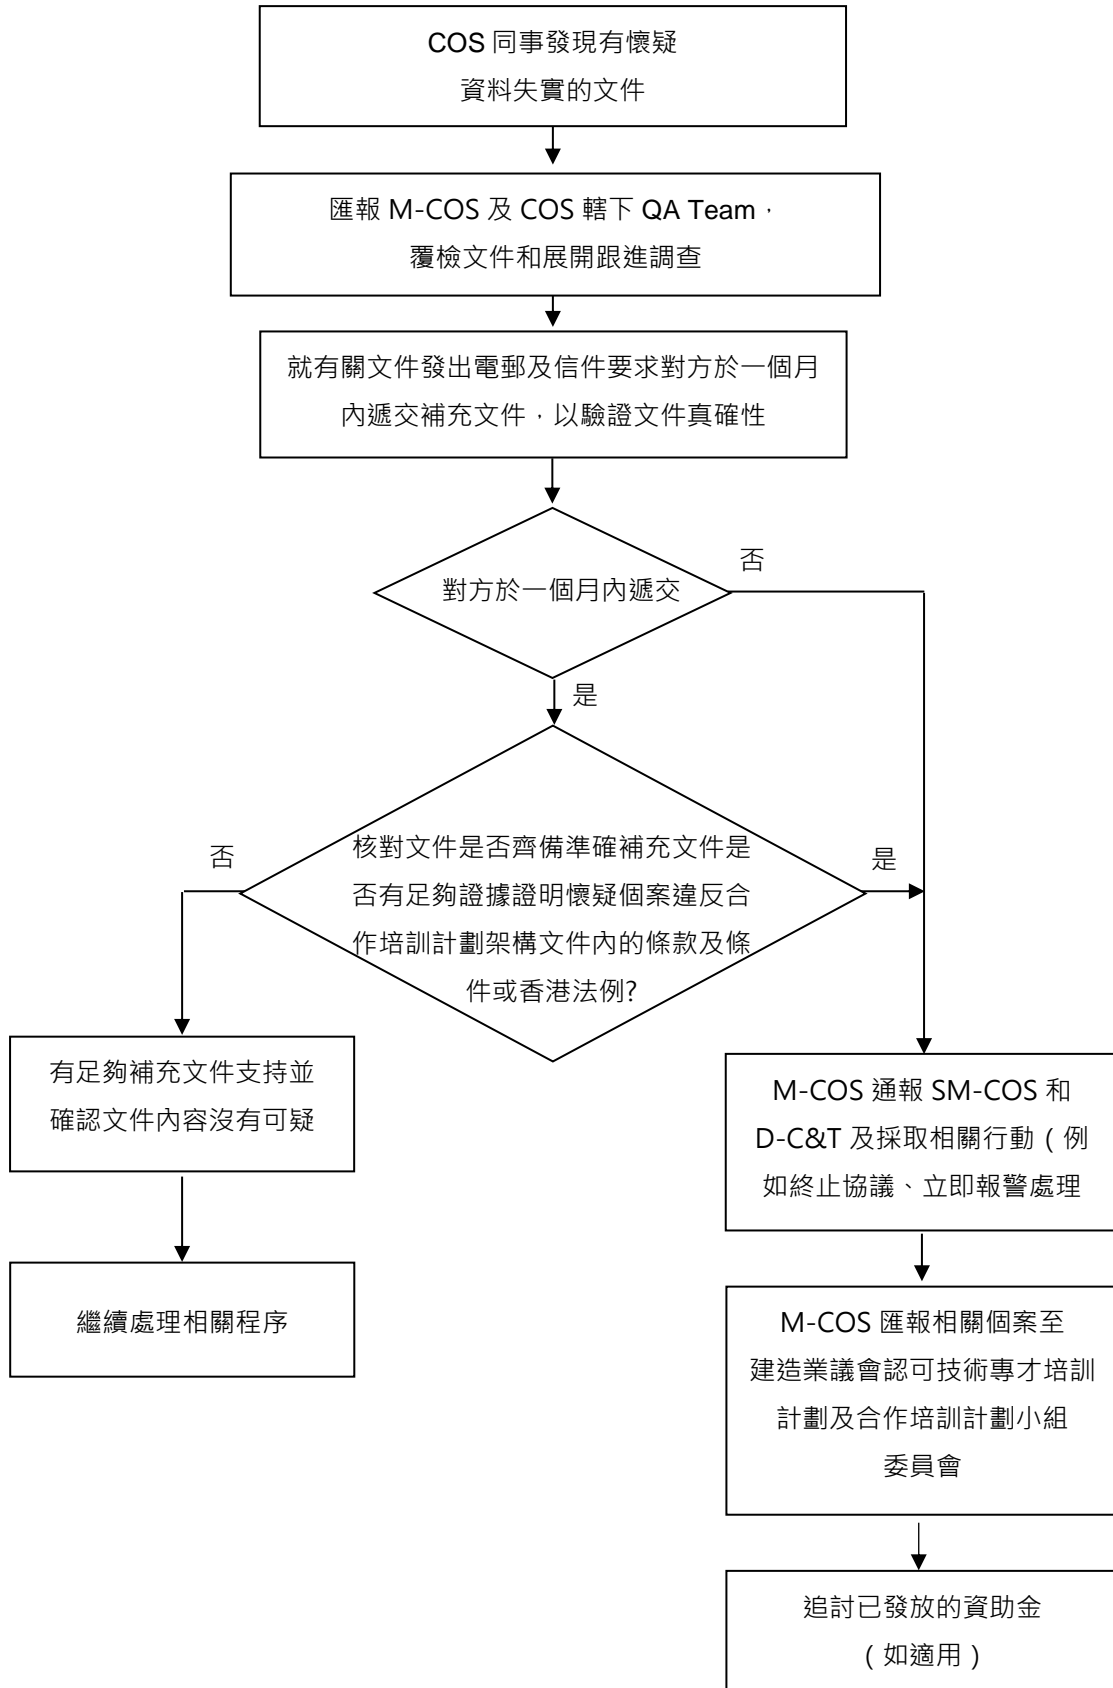 COS 同事發現有懷疑
資料失實的文件
匯報 M-COS 及 COS 轄下 QA Team，
覆檢文件和展開跟進調查
就有關文件發出電郵及信件要求對方於一個月
內遞交補充文件，以驗證文件真確性
對方於一個月內遞交
否
是
核對文件是否齊備準確補充文件是
否有足夠證據證明懷疑個案違反合
作培訓計劃架構文件內的條款及條
件或香港法例?
否
是
有足夠補充文件支持並
確認文件內容沒有可疑
繼續處理相關程序
M-COS 通報 SM-COS 和
D-C&T 及採取相關行動（例
如終止協議、立即報警處理
M-COS 匯報相關個案至
建造業議會認可技術專才培訓
計劃及合作培訓計劃小組
委員會
追討已發放的資助金
（如適用）